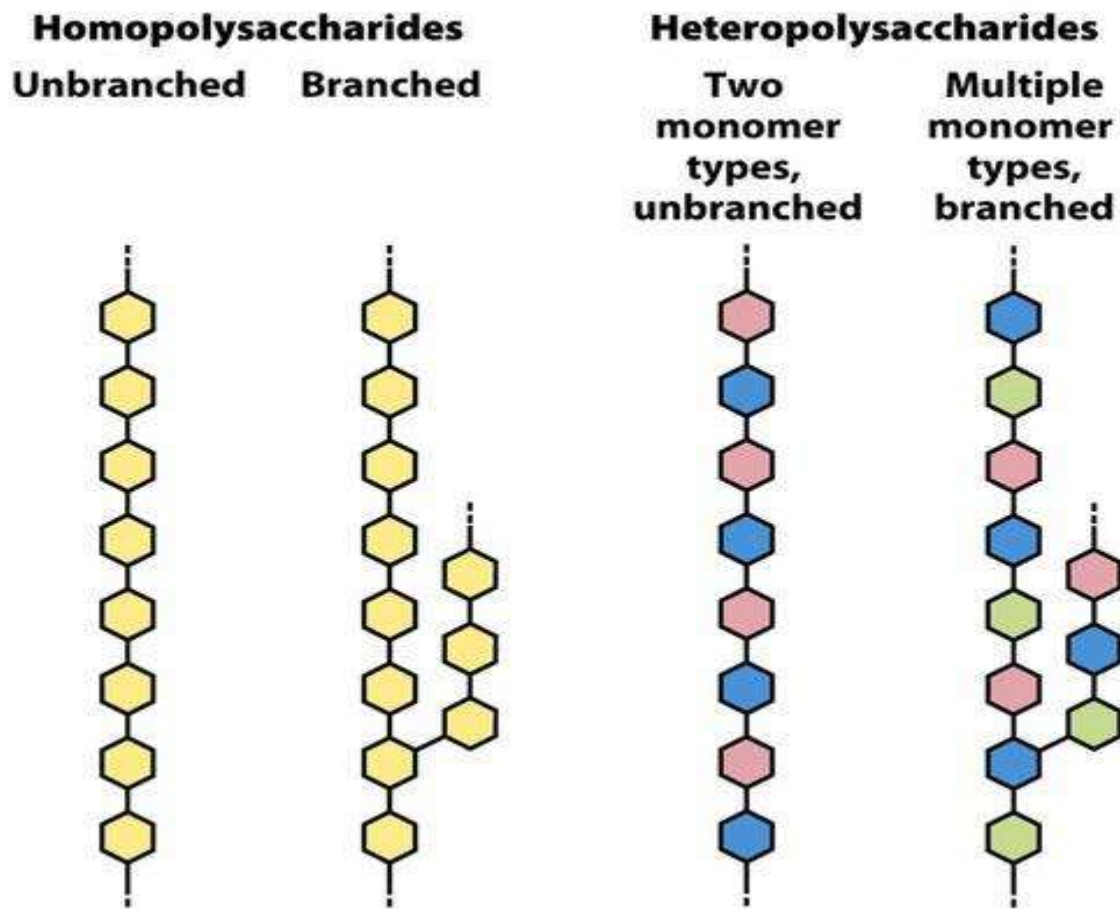 Homopolysaccharides
Unbranched
Branched
Heteropolysaccharides
Two
monomer
types,
unbranched
Multiple
monomer
types,
branched